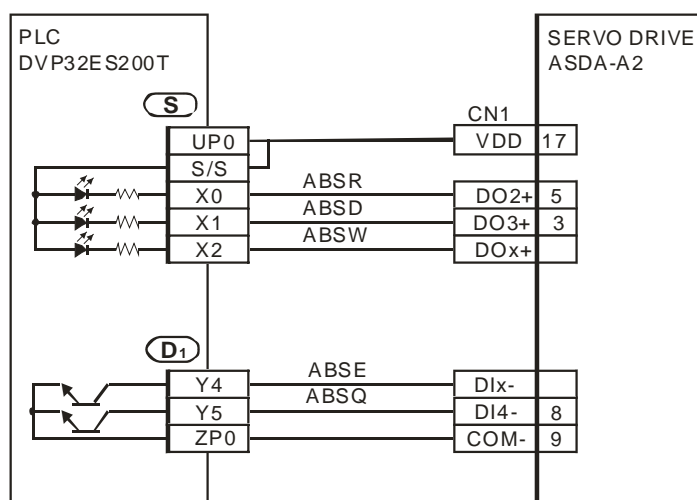 PLC
DVP32ES200T
SERVO DRIVE
ASDA-A2
S
CN1
UP0
VDD 17
S/S
X0 ABSR DO2+ 5
X1 ABSD DO3+ 3
X2 ABSW DOx+
D1
Y4 ABSE DIx-
Y5 ABSQ DI4- 8
ZP0 COM- 9